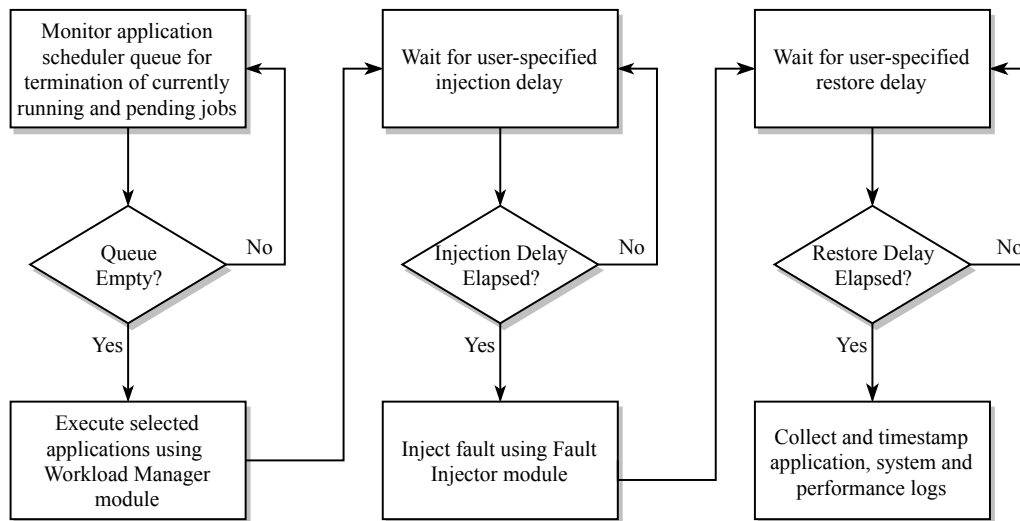 Monitor application
scheduler queue for
termination of currently
running and pending jobs
Queue
Empty?
No
Yes
Execute selected
applications using
Workload Manager
module
Wait for user-specified
injection delay
Injection Delay
Elapsed?
No
Yes
Inject fault using Fault
Injector module
Wait for user-specified
restore delay
Restore Delay
Elapsed?
No
Yes
Collect and timestamp
application, system and
performance logs